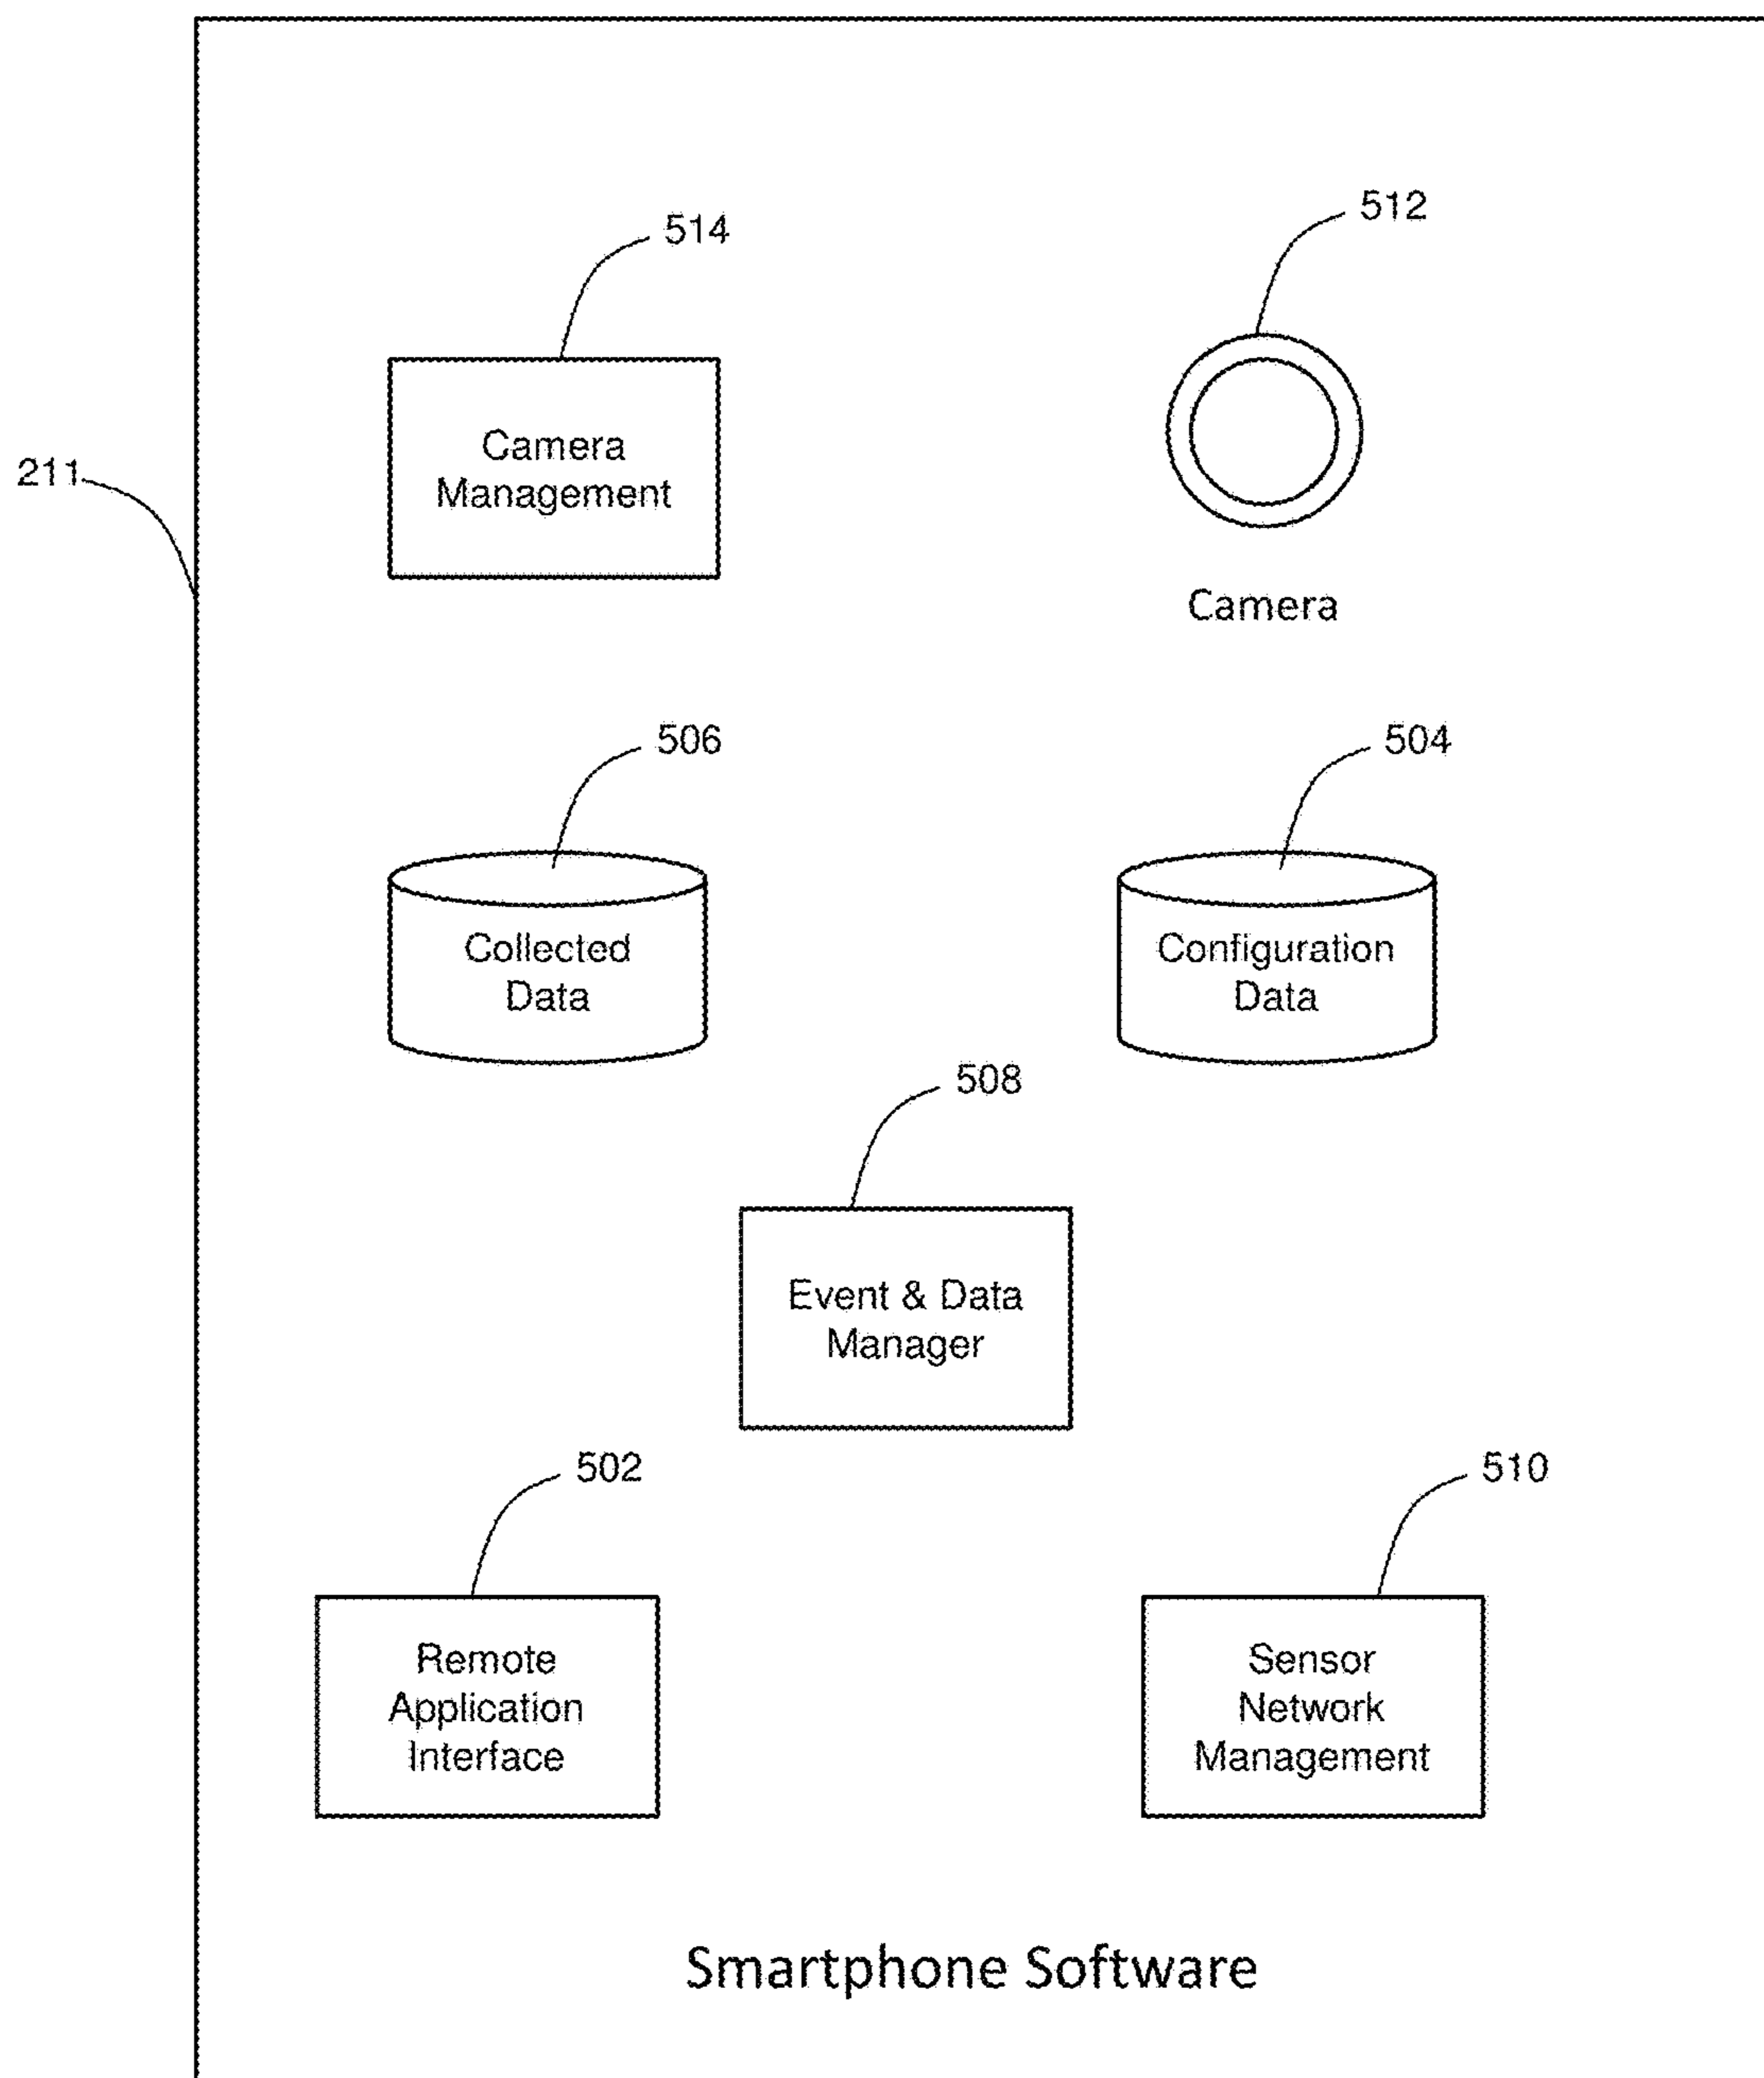 512
514
Camera
Management
211
Camera
506
504
Collected
Data
Configuration
Data
508
Event & Data
Manager
502
510
Remote
Application
Interface
Sensor
Network
Management
Smartphone Software